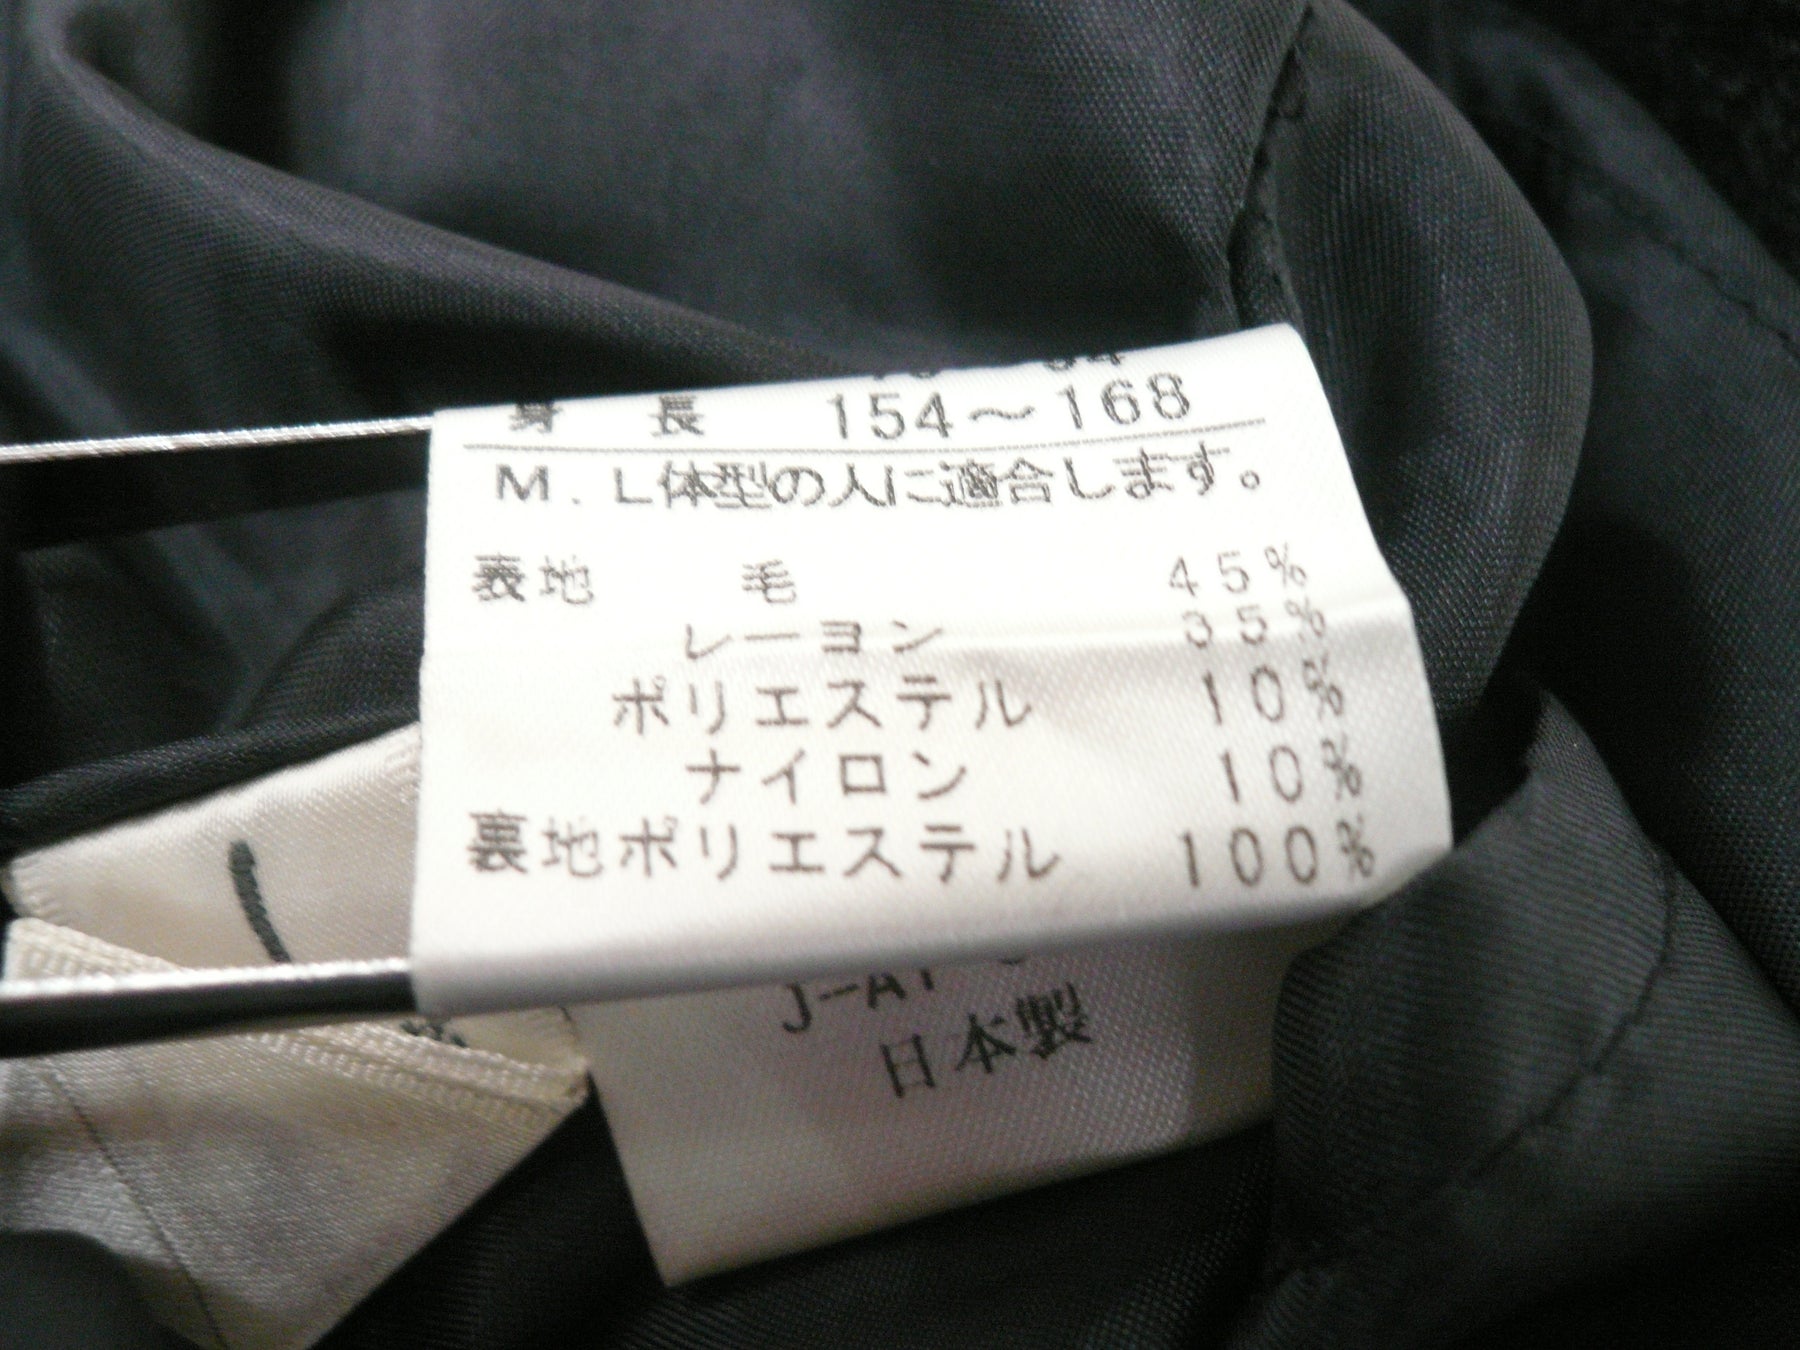 身長 154～168
M.L体型の人に適合します。
表地 毛 45%
レーヨン 35%
ポリエステル 10%
ナイロン 10%
裏地ポリエステル 100%
日本製